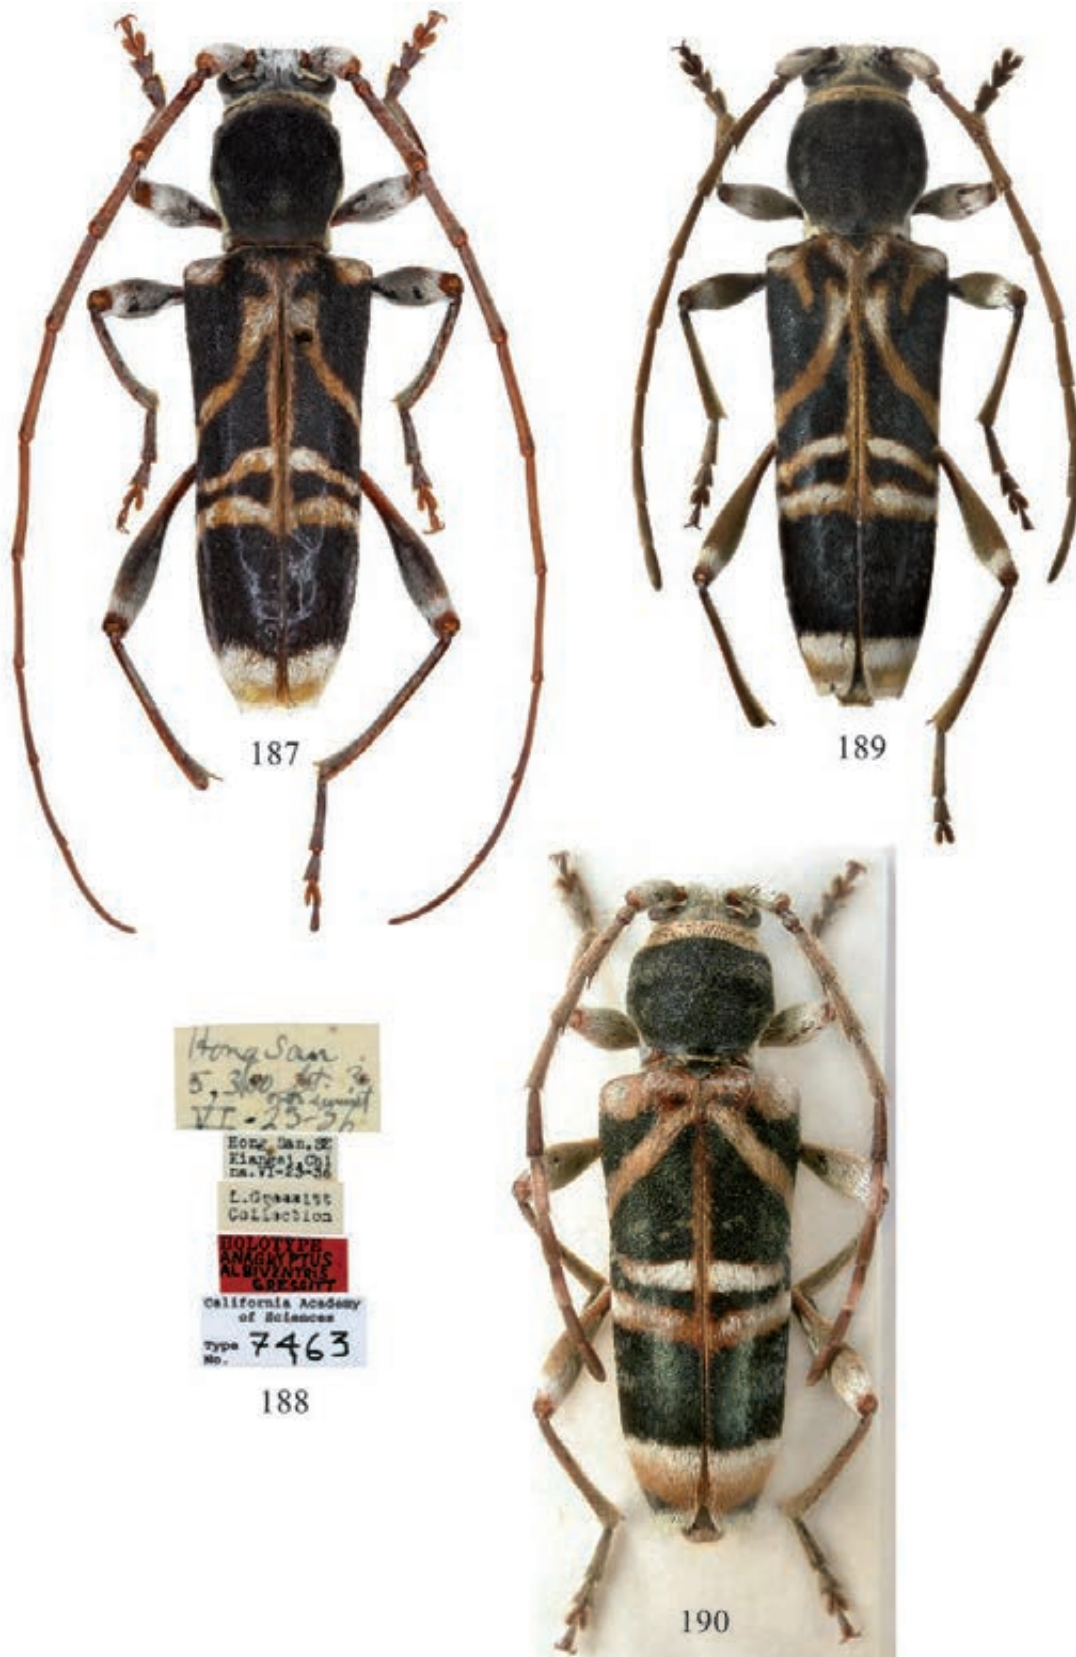 187
189
Hong San
5,300 ft.
VI-23-36
Hong San, SE
Kiangsi, Chi
na. VI-23-36
L. Gressitt
Collection
HOLOTYPE
ANAGLYPTUS
ALBIVENTRIS
GRESSITT
California Academy
of Sciences
Type
No. 7463
188
190